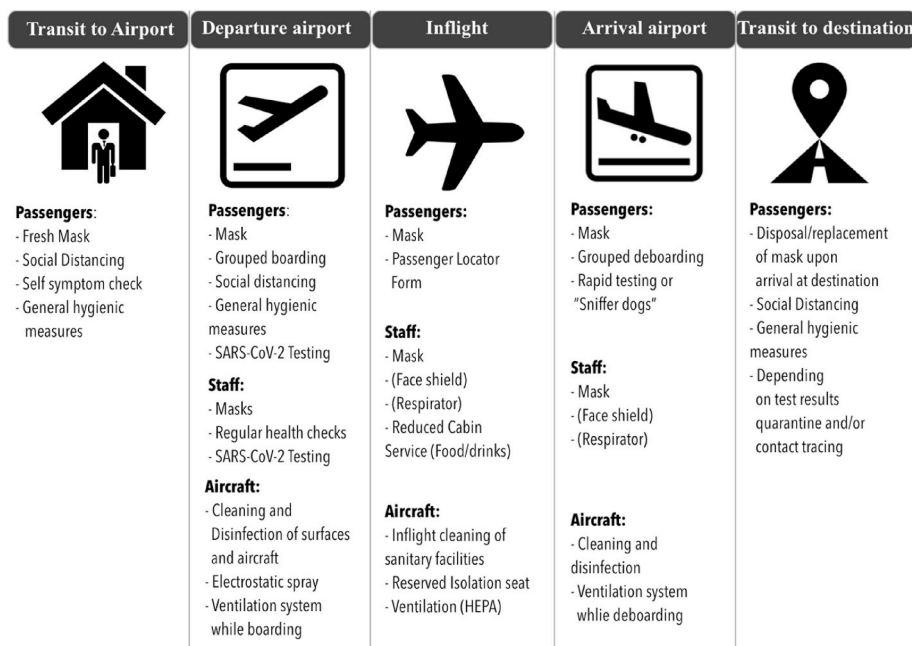 Transit to Airport
Passengers:
- Fresh Mask
- Social Distancing
- Self symptom check
- General hygienic
measures
Departure airport
Passengers:
- Mask
- Grouped boarding
- Social distancing
- General hygienic
measures
- SARS-CoV-2 Testing
Staff:
- Masks
- Regular health checks
- SARS-CoV-2 Testing
Aircraft:
- Cleaning and
Disinfection of surfaces
and aircraft
- Electrostatic spray
- Ventilation system
while boarding
Inflight
Passengers:
- Mask
- Passenger Locator
Form
Staff:
- Mask
- (Face shield)
- (Respirator)
- Reduced Cabin
Service (Food/drinks)
Aircraft:
- Inflight cleaning of
sanitary facilities
- Reserved Isolation seat
- Ventilation (HEPA)
Arrival airport
Passengers:
- Mask
- Grouped deboarding
- Rapid testing or
"Sniffer dogs"
Staff:
- Mask
- (Face shield)
- (Respirator)
Aircraft:
- Cleaning and
disinfection
- Ventilation system
whlie deboarding
Transit to destination
Passengers:
- Disposal/replacement
of mask upon
arrival at destination
- Social Distancing
- General hygienic
measures
- Depending
on test results
quarantine and/or
contact tracing